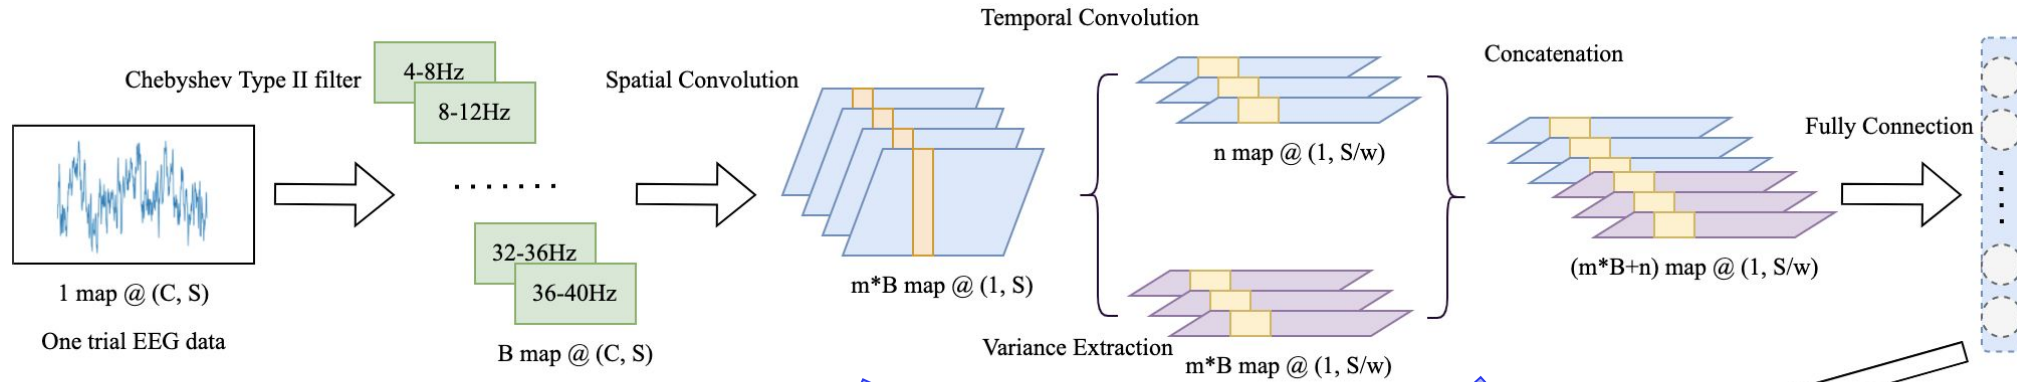 Temporal Convolution
Chebyshev Type II filter
4-8Hz
8-12Hz
Spatial Convolution
Concatenation
Fully Connection
n map @ (1, S/w)
32-36Hz
36-40Hz
1 map @ (C, S)
One trial EEG data
B map @ (C, S)
m*B map @ (1, S)
Variance Extraction
m*B map @ (1, S/w)
(m*B+n) map @ (1, S/w)